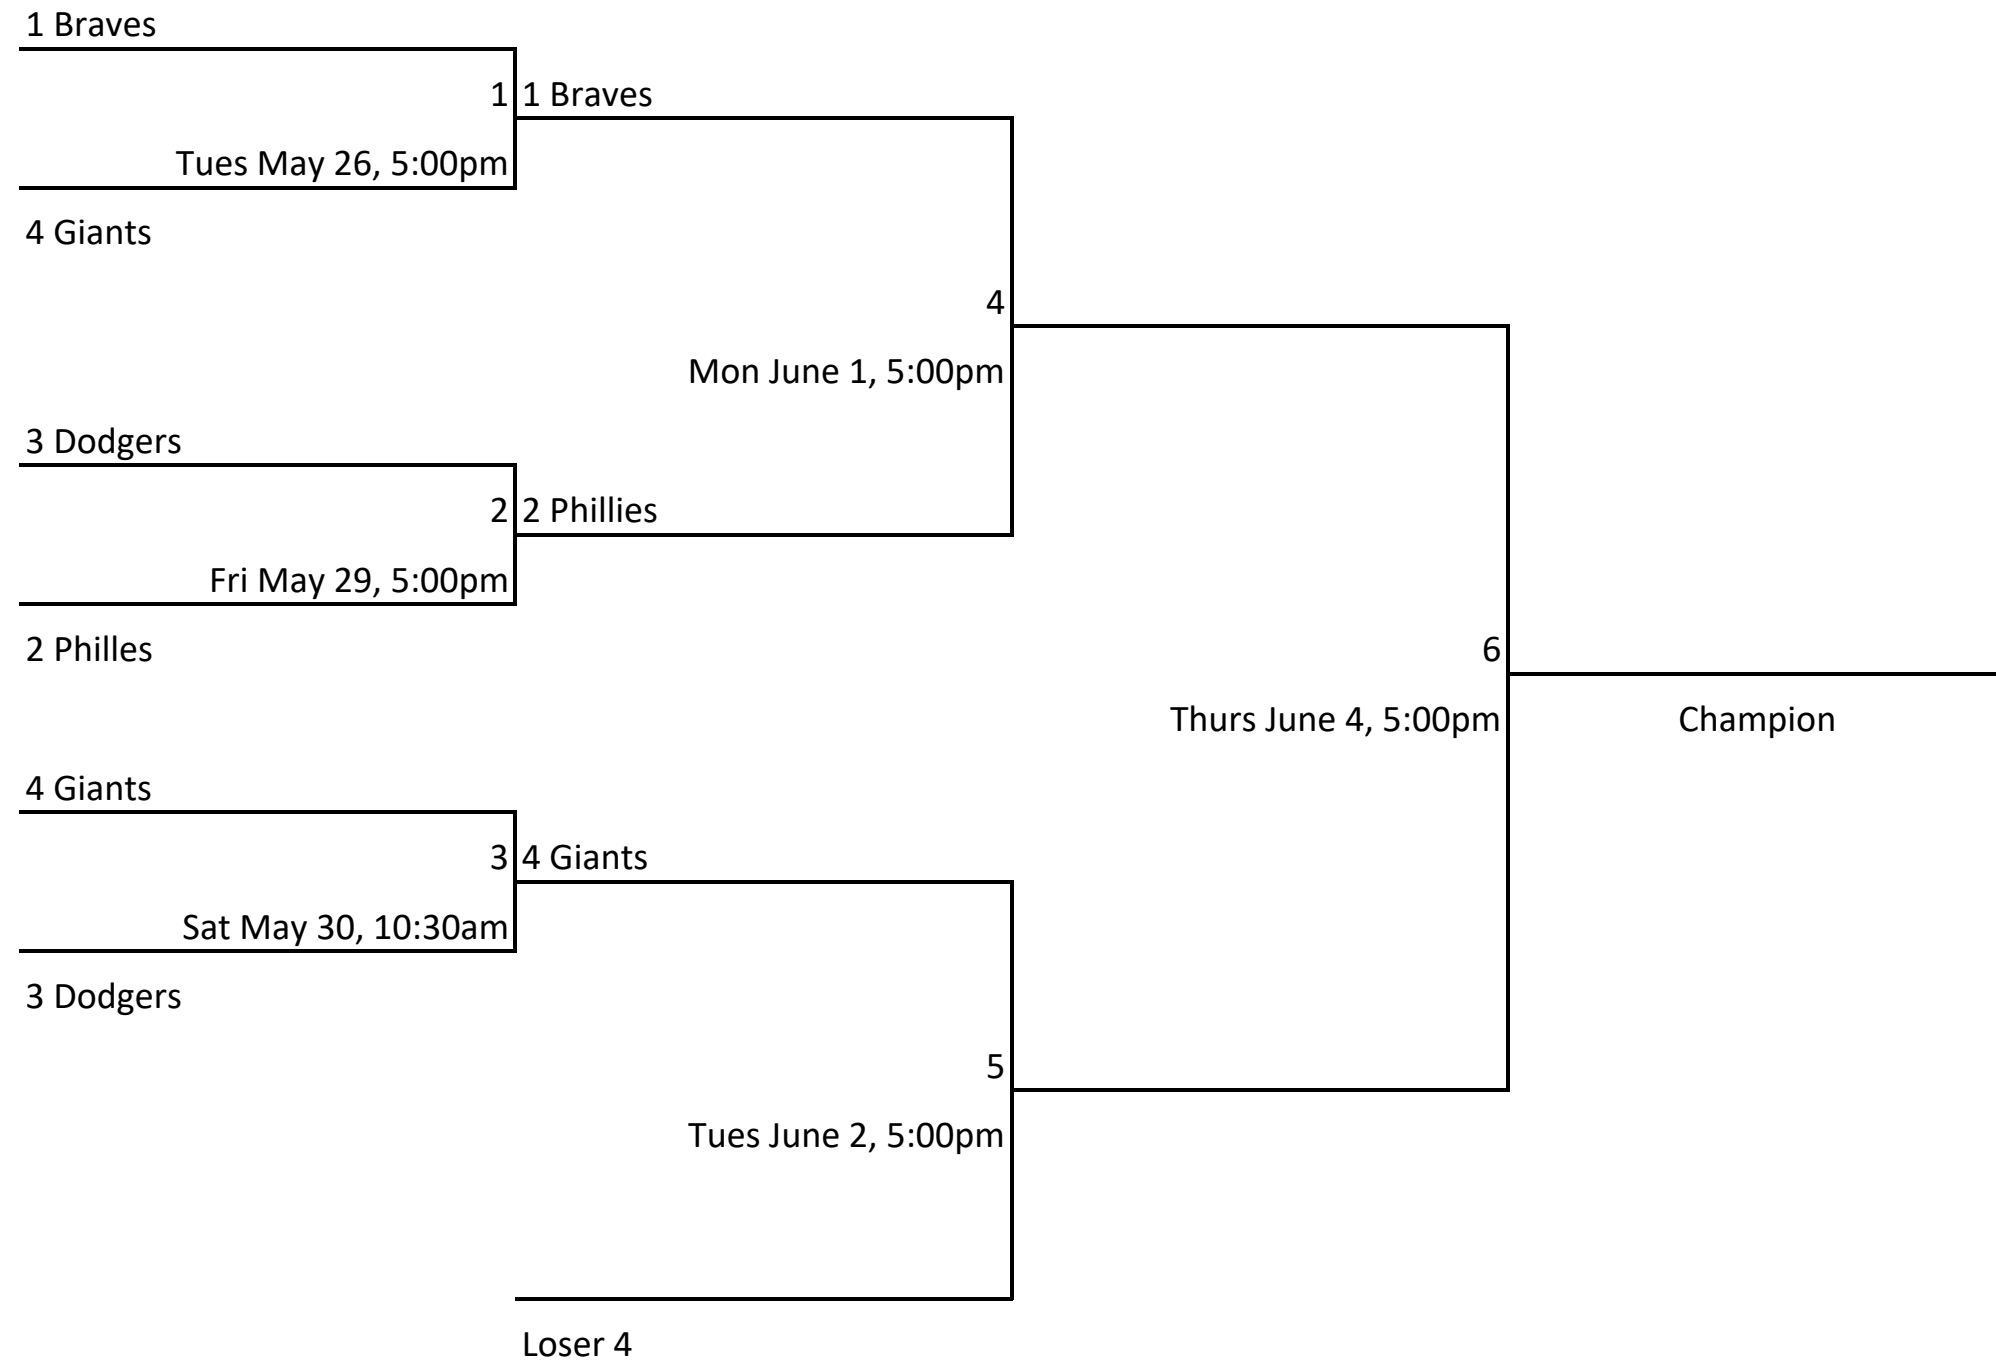 1 Braves
1
1 Braves
Tues May 26, 5:00pm
4 Giants
4
Mon June 1, 5:00pm
3 Dodgers
2
2 Phillies
Fri May 29, 5:00pm
2 Philles
6
Thurs June 4, 5:00pm
Champion
4 Giants
3
4 Giants
Sat May 30, 10:30am
3 Dodgers
5
Tues June 2, 5:00pm
Loser 4